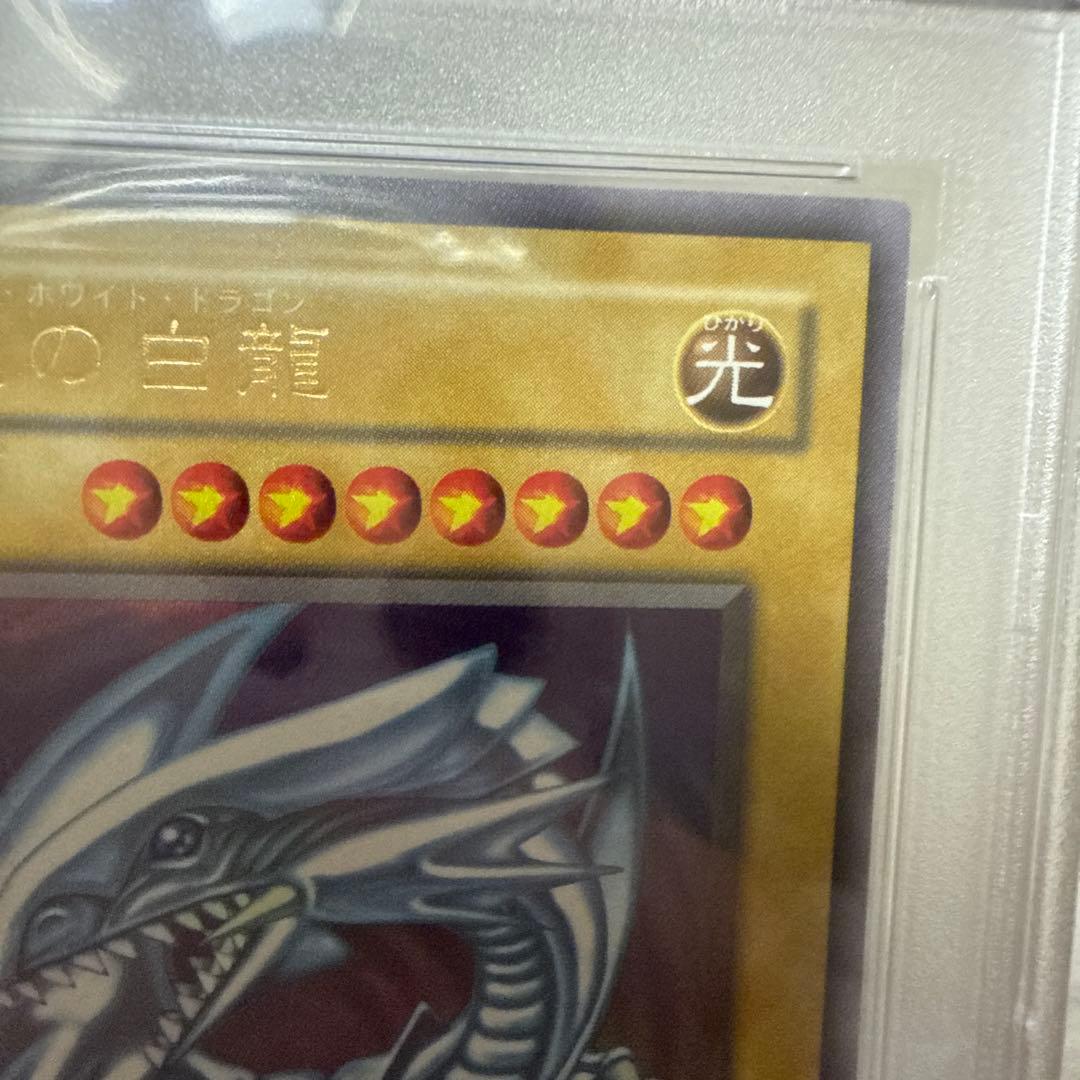 ・ホワイト・ドラゴン
の白龍
ひかり
光